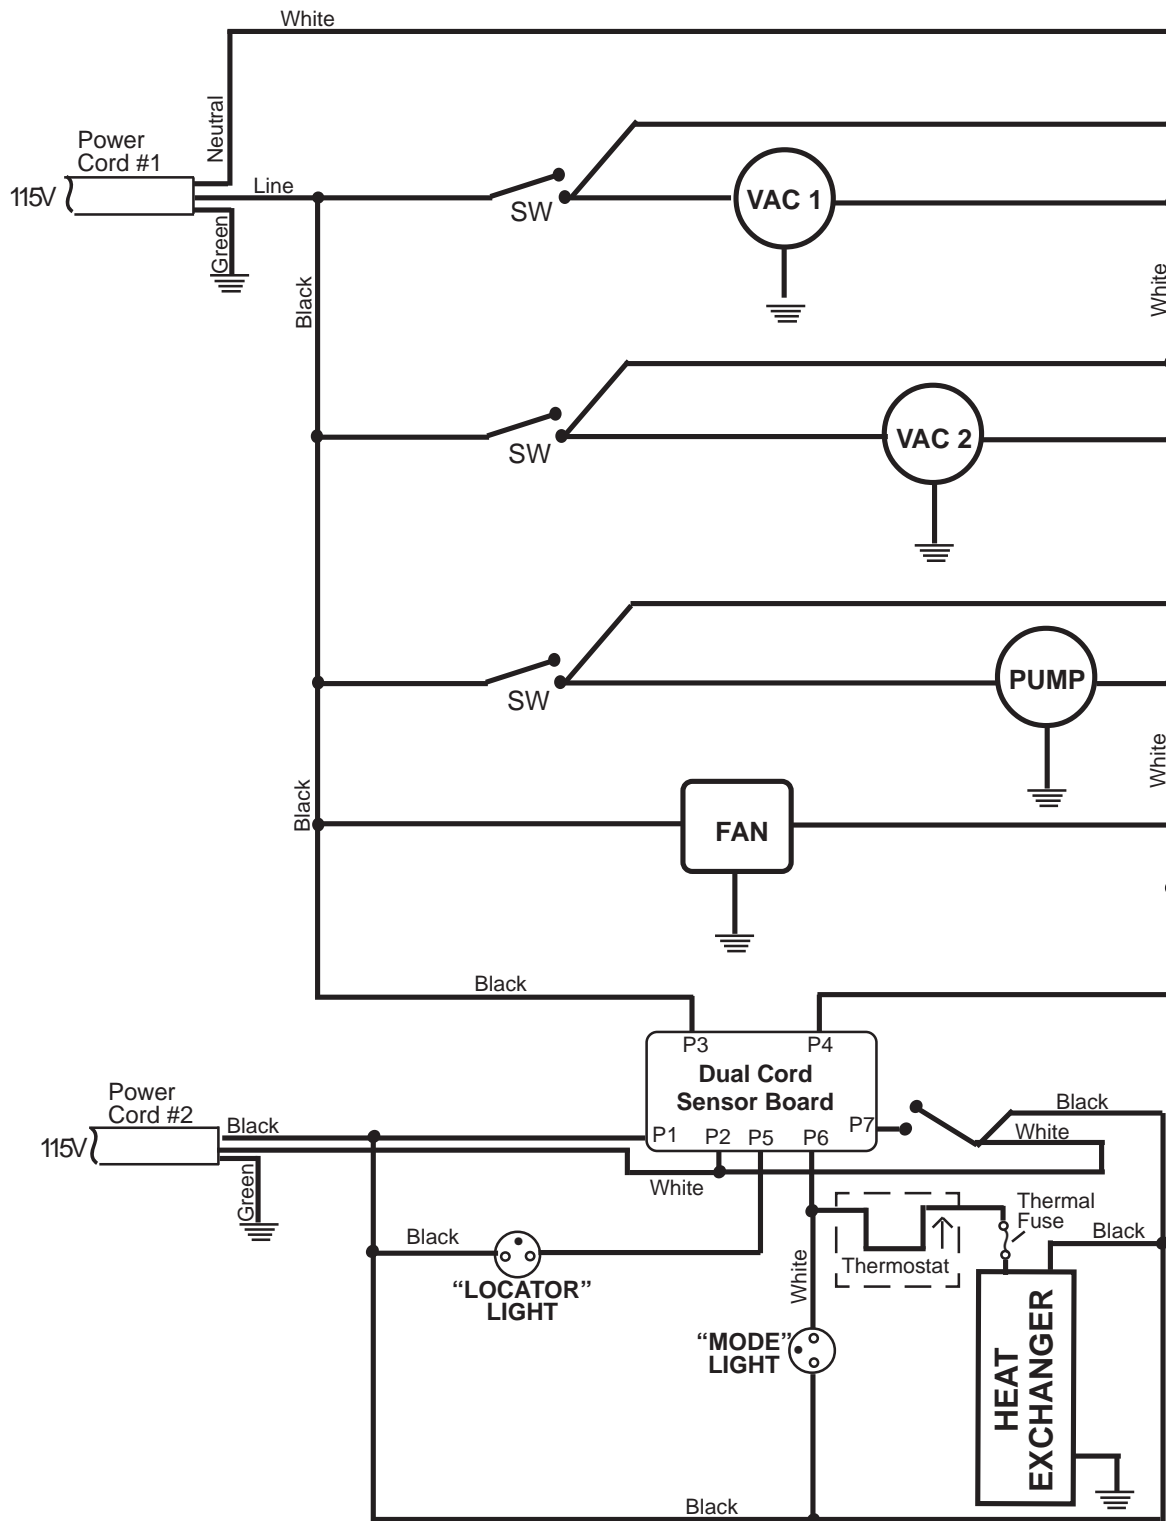 White
Neutral
Power
Cord #1
115V
Line
Green
SW
VAC 1
Black
White
SW
VAC 2
SW
PUMP
White
Black
FAN
Black
P3
P4
Dual Cord
Sensor Board
P1
P2
P5
P6
P7
Power
Cord #2
115V
Black
Green
White
Black
White
Black
"LOCATOR"
LIGHT
White
Thermostat
Thermal
Fuse
Black
"MODE"
LIGHT
HEAT
EXCHANGER
Black